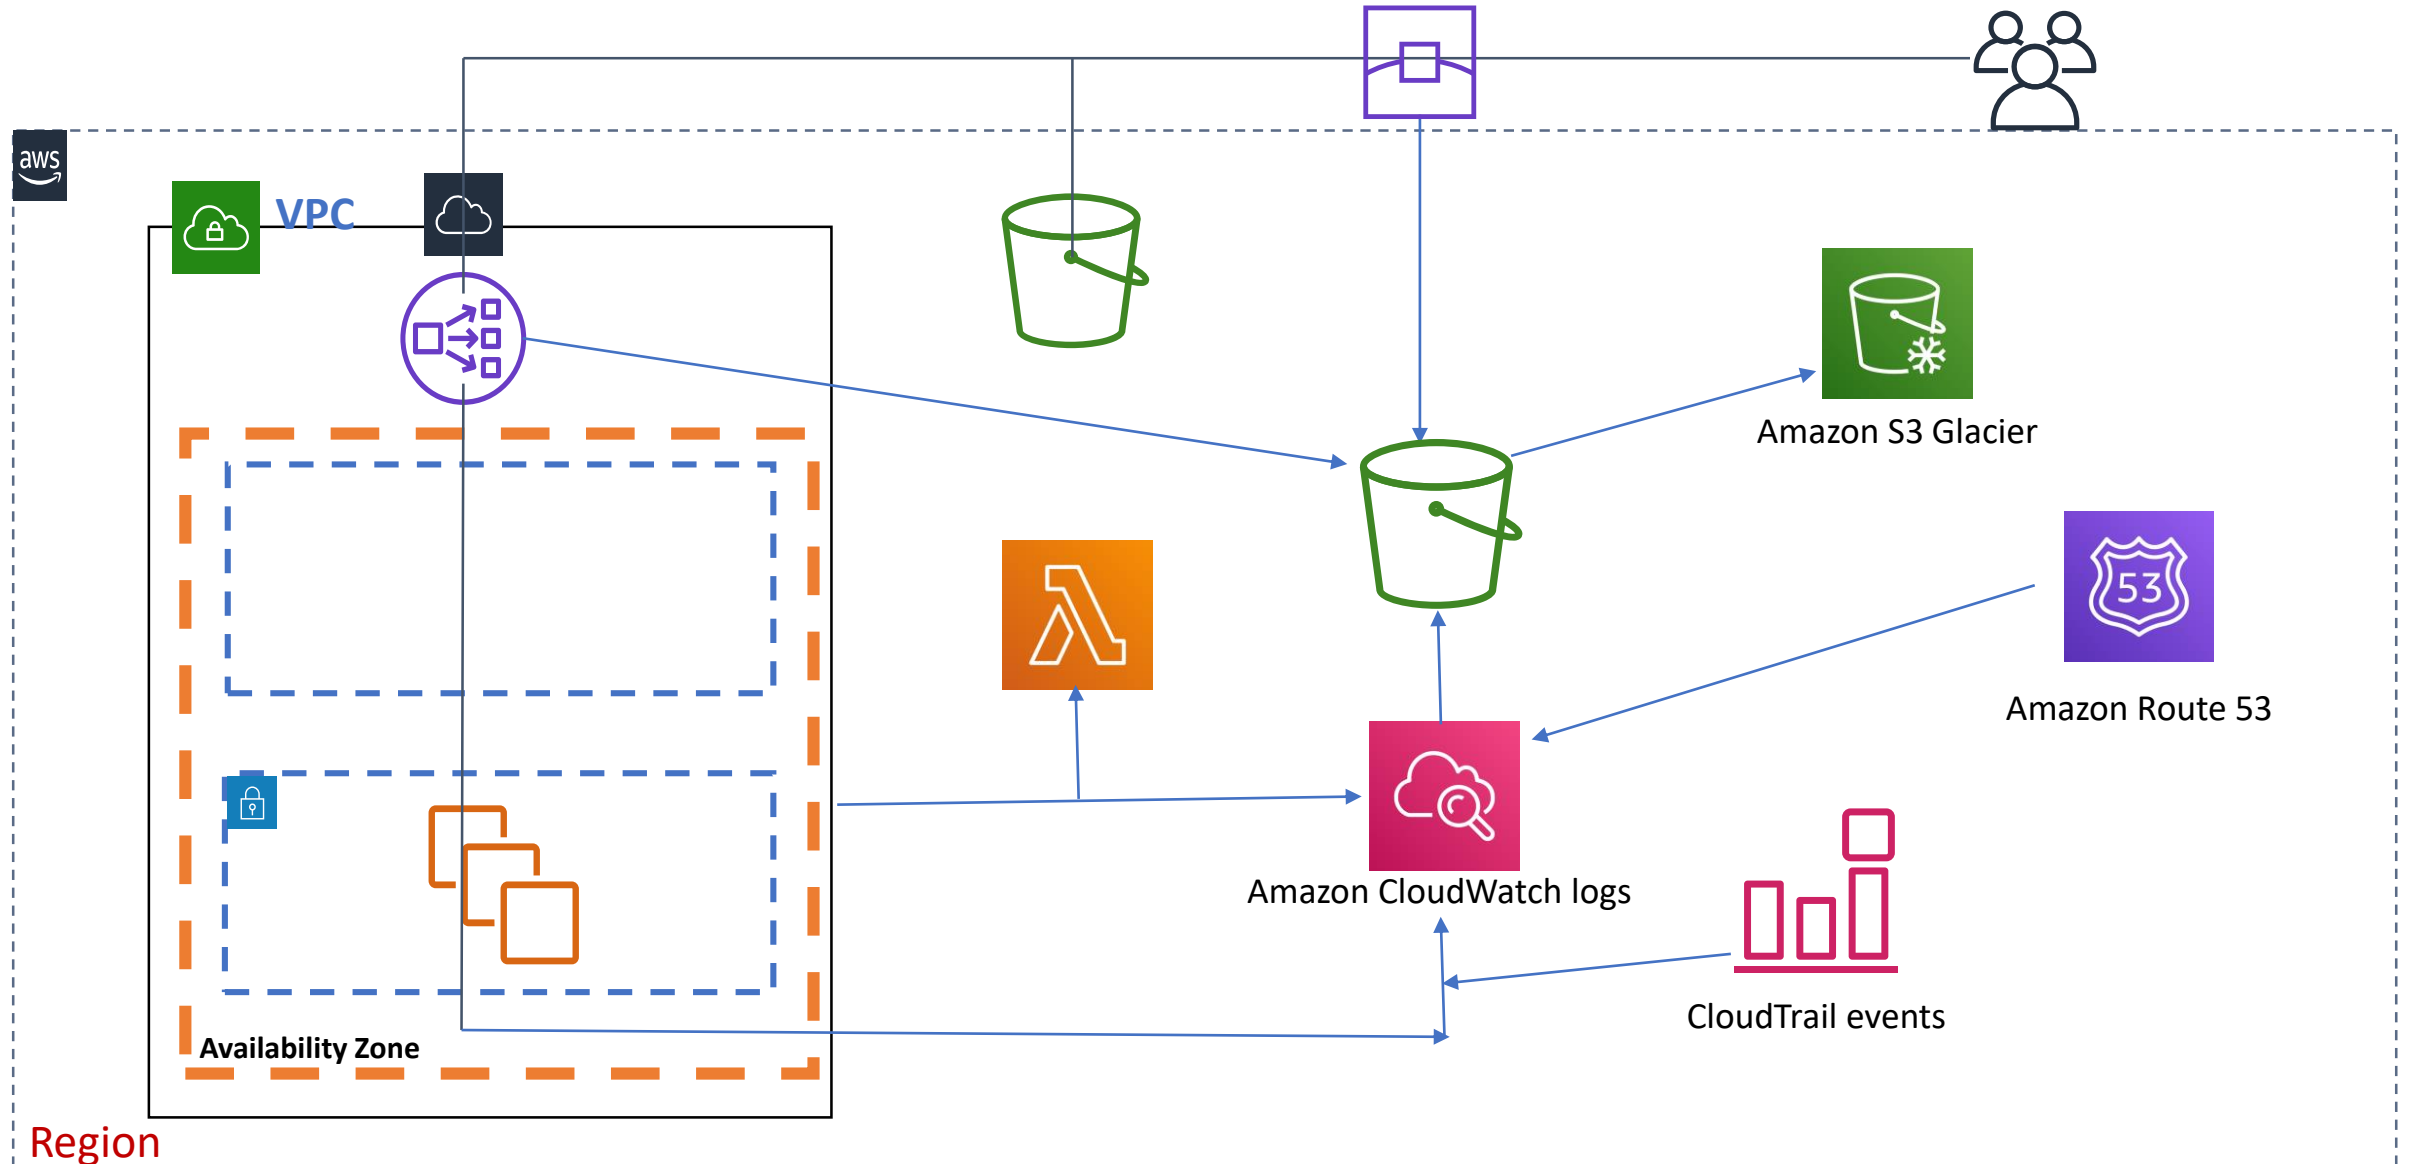 aws
VPC
Amazon S3 Glacier
53
Amazon Route 53
Amazon CloudWatch logs
CloudTrail events
Availability Zone
Region